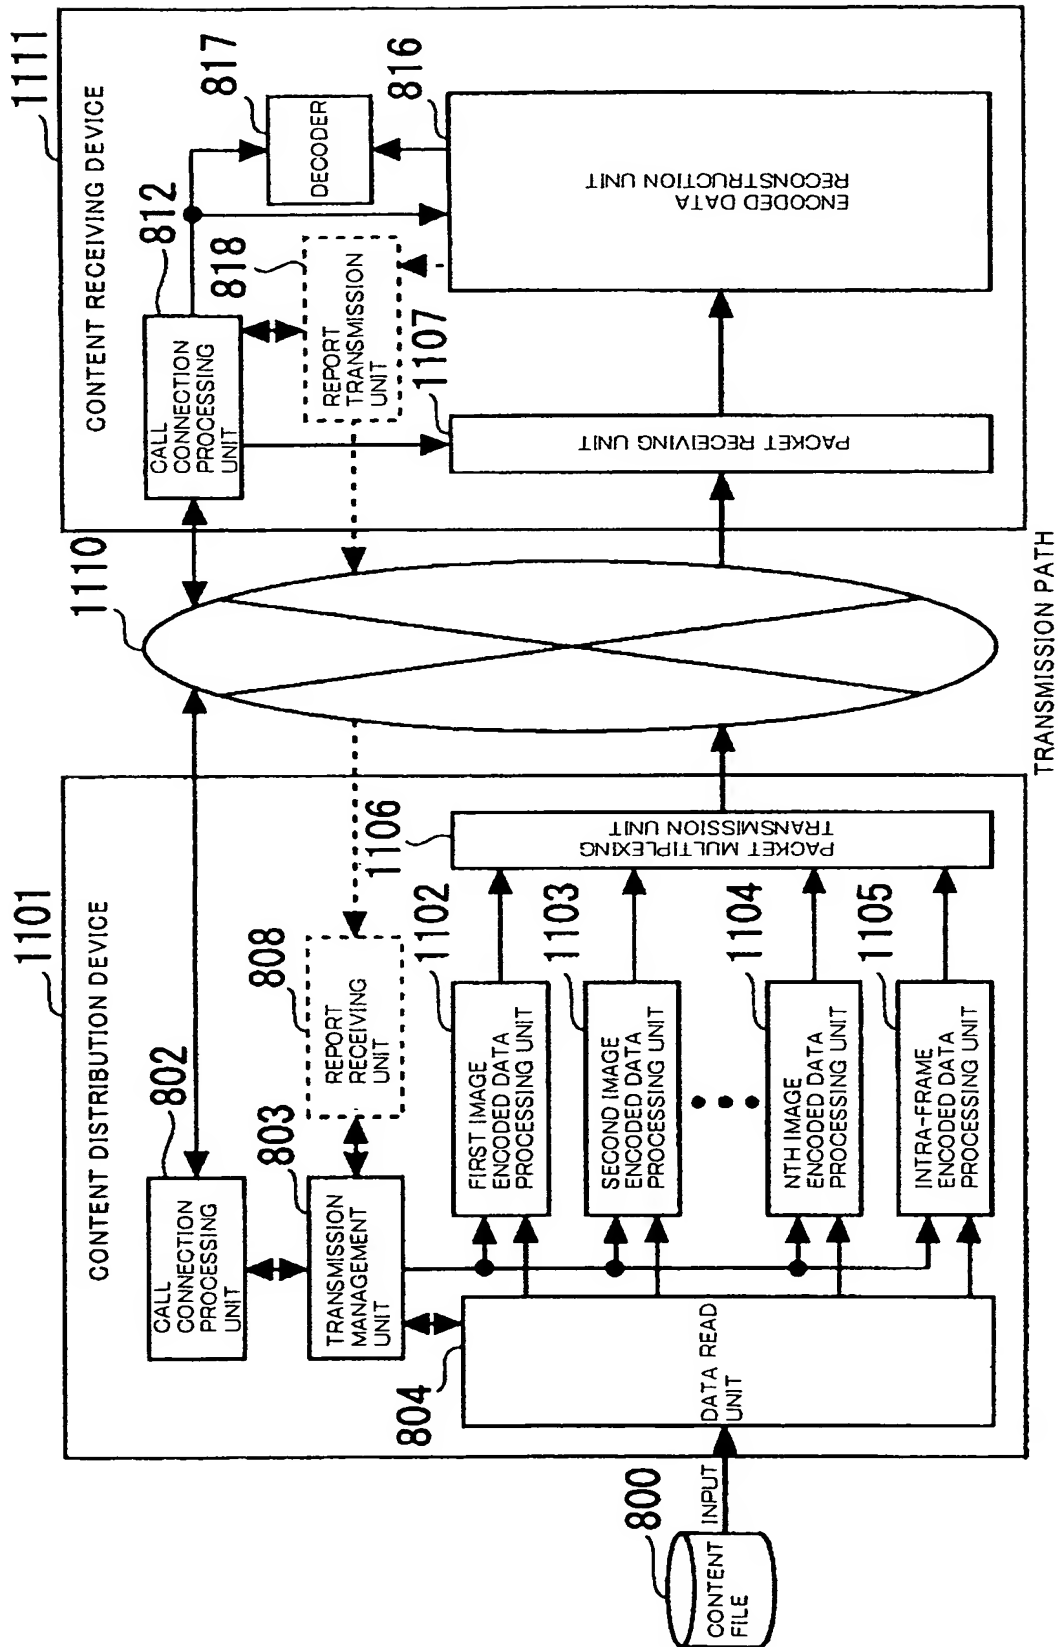 1101
CONTENT DISTRIBUTION DEVICE
802
CALL
CONNECTION
PROCESSING
UNIT
803
TRANSMISSION
MANAGEMENT
UNIT
808
REPORT
RECEIVING
UNIT
800
CONTENT
FILE
INPUT
804
DATA READ
UNIT
1102
FIRST IMAGE
ENCODED DATA
PROCESSING UNIT
1103
SECOND IMAGE
ENCODED DATA
PROCESSING UNIT
1104
NTH IMAGE
ENCODED DATA
PROCESSING UNIT
1105
INTRA-FRAME
ENCODED DATA
PROCESSING UNIT
1106
PACKET MULTIPLEXING
TRANSMISSION UNIT
1110
TRANSMISSION PATH
1111
CONTENT RECEIVING DEVICE
812
CALL
CONNECTION
PROCESSING
UNIT
818
REPORT
TRANSMISSION
UNIT
1107
PACKET RECEIVING UNIT
817
DECODER
816
ENCODED DATA
RECONSTRUCTION UNIT